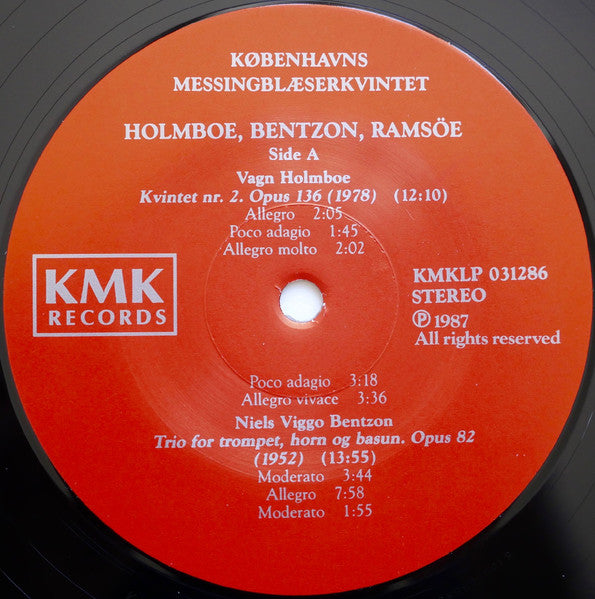 KØBENHAVNS
MESSINGBLÆSERKVINTET
HOLMBOE, BENTZON, RAMSÖE
Side A
Vagn Holmboe
Kvintet nr. 2. Opus 136 (1978) (12:10)
Allegro 2:05
Poco adagio 1:45
Allegro molto 2:02
KMK
RECORDS
KMKLP 031286
STEREO
Ⓟ 1987
All rights reserved
Poco adagio 3:18
Allegro vivace 3:36
Niels Viggo Bentzon
Trio for trompet, horn og basun. Opus 82
(1952) (13:55)
Moderato 3:44
Allegro 7:58
Moderato 1:55